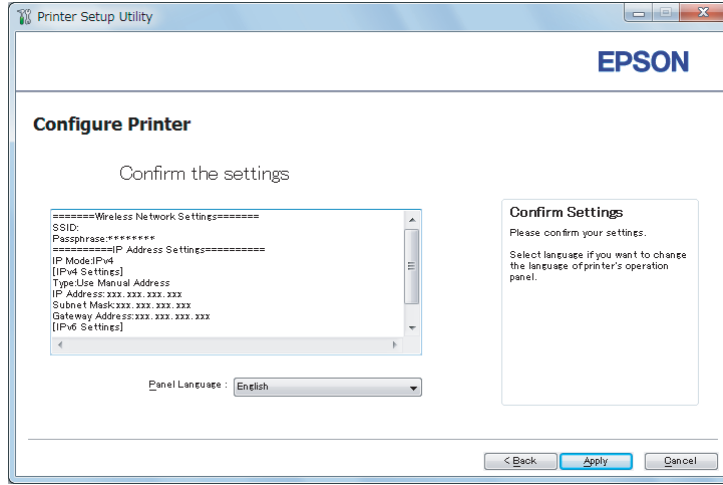 Printer Setup Utility
EPSON
Configure Printer
Confirm the settings
=======Wireless Network Settings=======
SSID:
Passphrase:********
==========IP Address Settings==========
IP Mode:IPv4
[IPv4 Settings]
Type:Use Manual Address
IP Address:xxx.xxx.xxx.xxx
Subnet Mask:xxx.xxx.xxx.xxx
Gateway Address:xxx.xxx.xxx.xxx
[IPv6 Settings]
Panel Language : English
Confirm Settings
Please confirm your settings.
Select language if you want to change
the language of printer's operation
panel.
< Back Apply Cancel